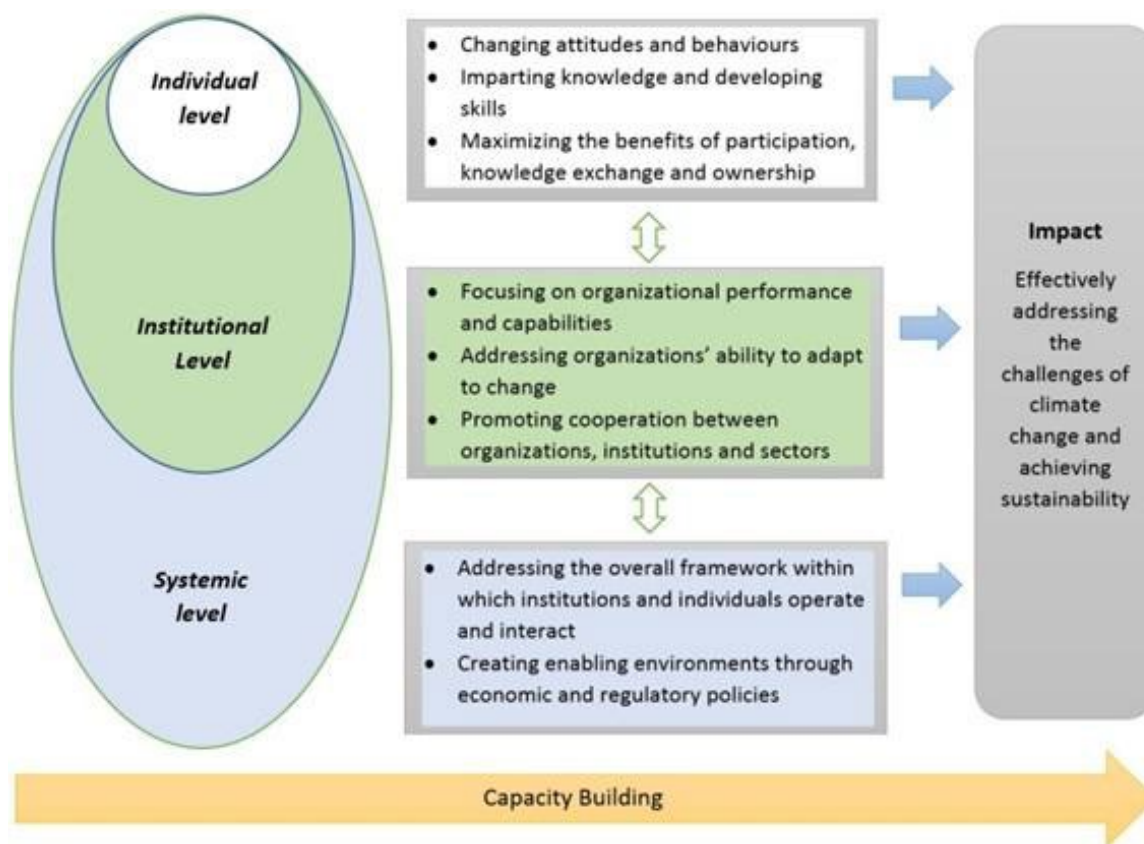 Individual
level
Institutional
Level
Systemic
level
• Changing attitudes and behaviours
• Imparting knowledge and developing
skills
• Maximizing the benefits of participation,
knowledge exchange and ownership
• Focusing on organizational performance
and capabilities
• Addressing organizations’ ability to adapt
to change
• Promoting cooperation between
organizations, institutions and sectors
• Addressing the overall framework within
which institutions and individuals operate
and interact
• Creating enabling environments through
economic and regulatory policies
Impact
Effectively
addressing
the
challenges of
climate
change and
achieving
sustainability
Capacity Building